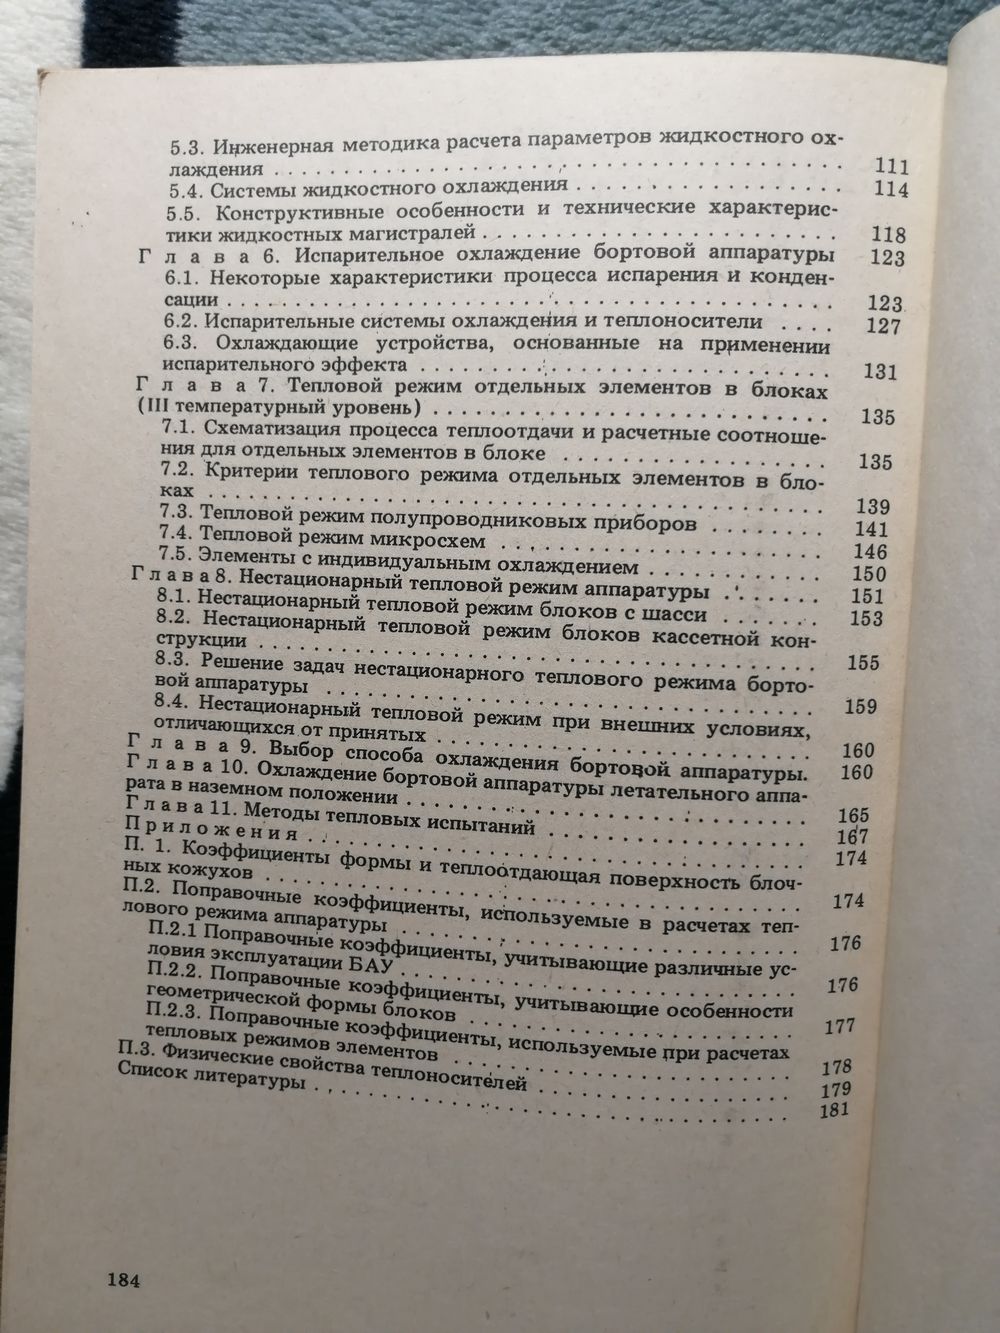 5.3. Инженерная методика расчета параметров жидкостного ох-
лаждения . . . . . . . . . . . . . . . . . . . . 111
5.4. Системы жидкостного охлаждения . . . . . . . . . . 114
5.5. Конструктивные особенности и технические характерис-
тики жидкостных магистралей . . . . . . . . . . . . 118
Г л а в а 6. Испарительное охлаждение бортовой аппаратуры 123
6.1. Некоторые характеристики процесса испарения и конден-
сации . . . . . . . . . . . . . . . . . . . . 123
6.2. Испарительные системы охлаждения и теплоносители . . . . 127
6.3. Охлаждающие устройства, основанные на применении
испарительного эффекта . . . . . . . . . . . . . . 131
Г л а в а 7. Тепловой режим отдельных элементов в блоках
(III температурный уровень) . . . . . . . . . . . . 135
7.1. Схематизация процесса теплоотдачи и расчетные соотноше-
ния для отдельных элементов в блоке . . . . . . . . . 135
7.2. Критерии теплового режима отдельных элементов в бло-
ках . . . . . . . . . . . . . . . . . . . . 139
7.3. Тепловой режим полупроводниковых приборов . . . . . . 141
7.4. Тепловой режим микросхем . . . . . . . . . . . . 146
7.5. Элементы с индивидуальным охлаждением . . . . . . . 150
Г л а в а 8. Нестационарный тепловой режим аппаратуры . . . . . . 151
8.1. Нестационарный тепловой режим блоков с шасси . . . . . 153
8.2. Нестационарный тепловой режим блоков кассетной кон-
струкции . . . . . . . . . . . . . . . . . . . 155
8.3. Решение задач нестационарного теплового режима борто-
вой аппаратуры . . . . . . . . . . . . . . . . . 159
8.4. Нестационарный тепловой режим при внешних условиях,
отличающихся от принятых . . . . . . . . . . . . . 160
Г л а в а 9. Выбор способа охлаждения бортовой аппаратуры. 160
Г л а в а 10. Охлаждение бортовой аппаратуры летательного аппа-
рата в наземном положении . . . . . . . . . . . . . 165
Г л а в а 11. Методы тепловых испытаний . . . . . . . . . 167
П р и л о ж е н и я . . . . . . . . . . . . . . . . 174
П. 1. Коэффициенты формы и теплоотдающая поверхность блоч-
ных кожухов . . . . . . . . . . . . . . . . . . 174
П.2. Поправочные коэффициенты, используемые в расчетах теп-
лового режима аппаратуры . . . . . . . . . . . . . 176
П.2.1 Поправочные коэффициенты, учитывающие различные ус-
ловия эксплуатации БАУ . . . . . . . . . . . . . . 176
П.2.2. Поправочные коэффициенты, учитывающие особенности
геометрической формы блоков . . . . . . . . . . . . 177
П.2.3. Поправочные коэффициенты, используемые при расчетах
тепловых режимов элементов . . . . . . . . . . . . 178
П.3. Физические свойства теплоносителей . . . . . . . . . 179
Список литературы . . . . . . . . . . . . . . . . 181
184